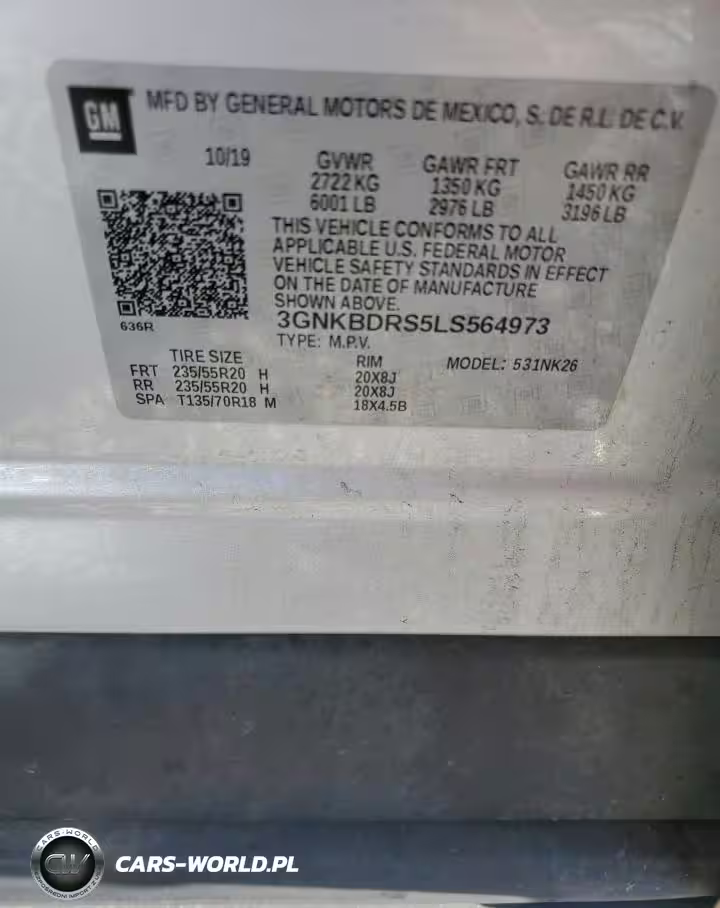 GM
MFD BY GENERAL MOTORS DE MEXICO, S. DE R.L. DE C.V.
10/19 GVWR GAWR FRT GAWR RR
2722 KG 1350 KG 1450 KG
6001 LB 2976 LB 3196 LB
THIS VEHICLE CONFORMS TO ALL
APPLICABLE U.S. FEDERAL MOTOR
VEHICLE SAFETY STANDARDS IN EFFECT
ON THE DATE OF MANUFACTURE
SHOWN ABOVE.
636R
3GNKBDRS5LS564973
TYPE: M.P.V.
TIRE SIZE RIM MODEL: 531NK26
FRT 235/55R20 H 20X8J
RR 235/55R20 H 20X8J
SPA T135/70R18 M 18X4.5B
CARS-WORLD
CW
CARS-WORLD.PL